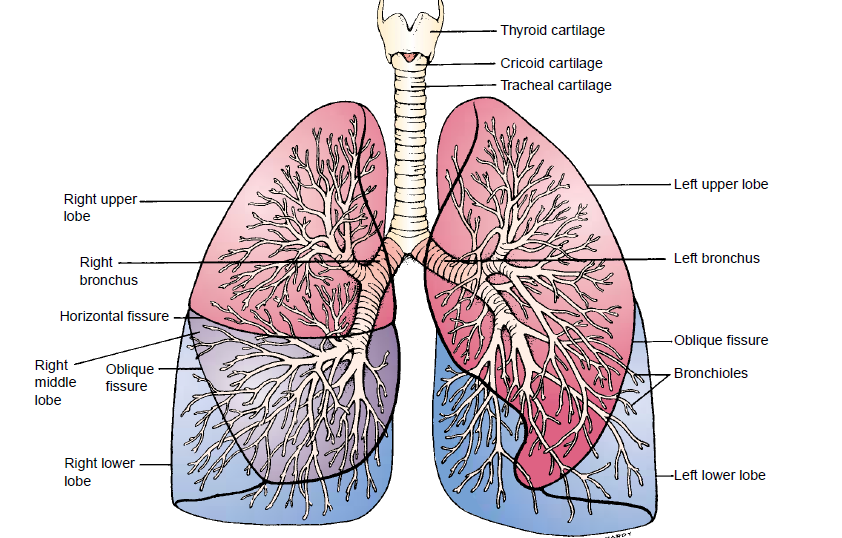 Thyroid cartilage
Cricoid cartilage
Tracheal cartilage
Right upper
lobe
Left upper lobe
Right
bronchus
Left bronchus
Horizontal fissure
Oblique fissure
Right
middle
lobe
Oblique
fissure
Bronchioles
Right lower
lobe
Left lower lobe